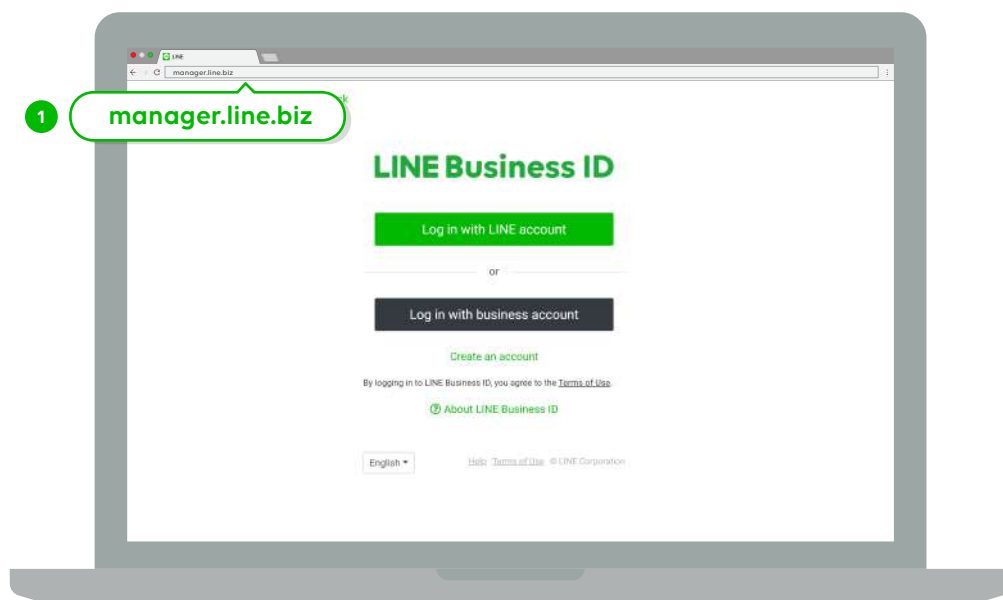 LINE
manager.line.biz
1
manager.line.biz
LINE Business ID
Log in with LINE account
or
Log in with business account
Create an account
By logging in to LINE Business ID, you agree to the Terms of Use.
? About LINE Business ID
English
Help Terms of Use © LINE Corporation